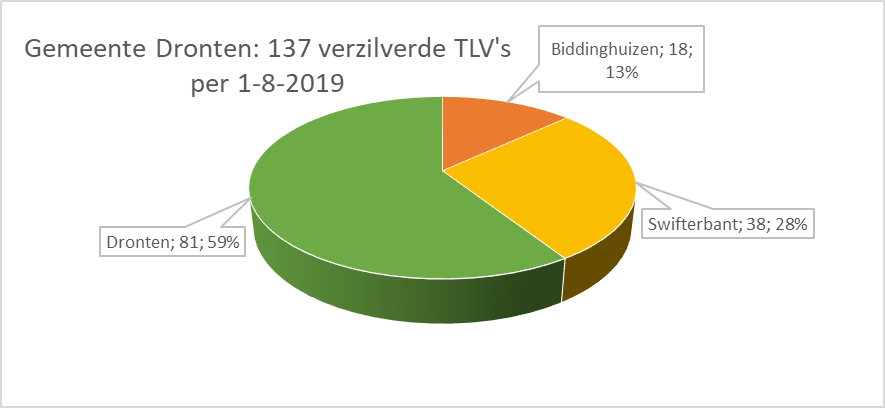 Gemeente Dronten: 137 verzilverde TLV's
per 1-8-2019
Biddinghuizen; 18;
13%
Swifterbant; 38; 28%
Dronten; 81; 59%